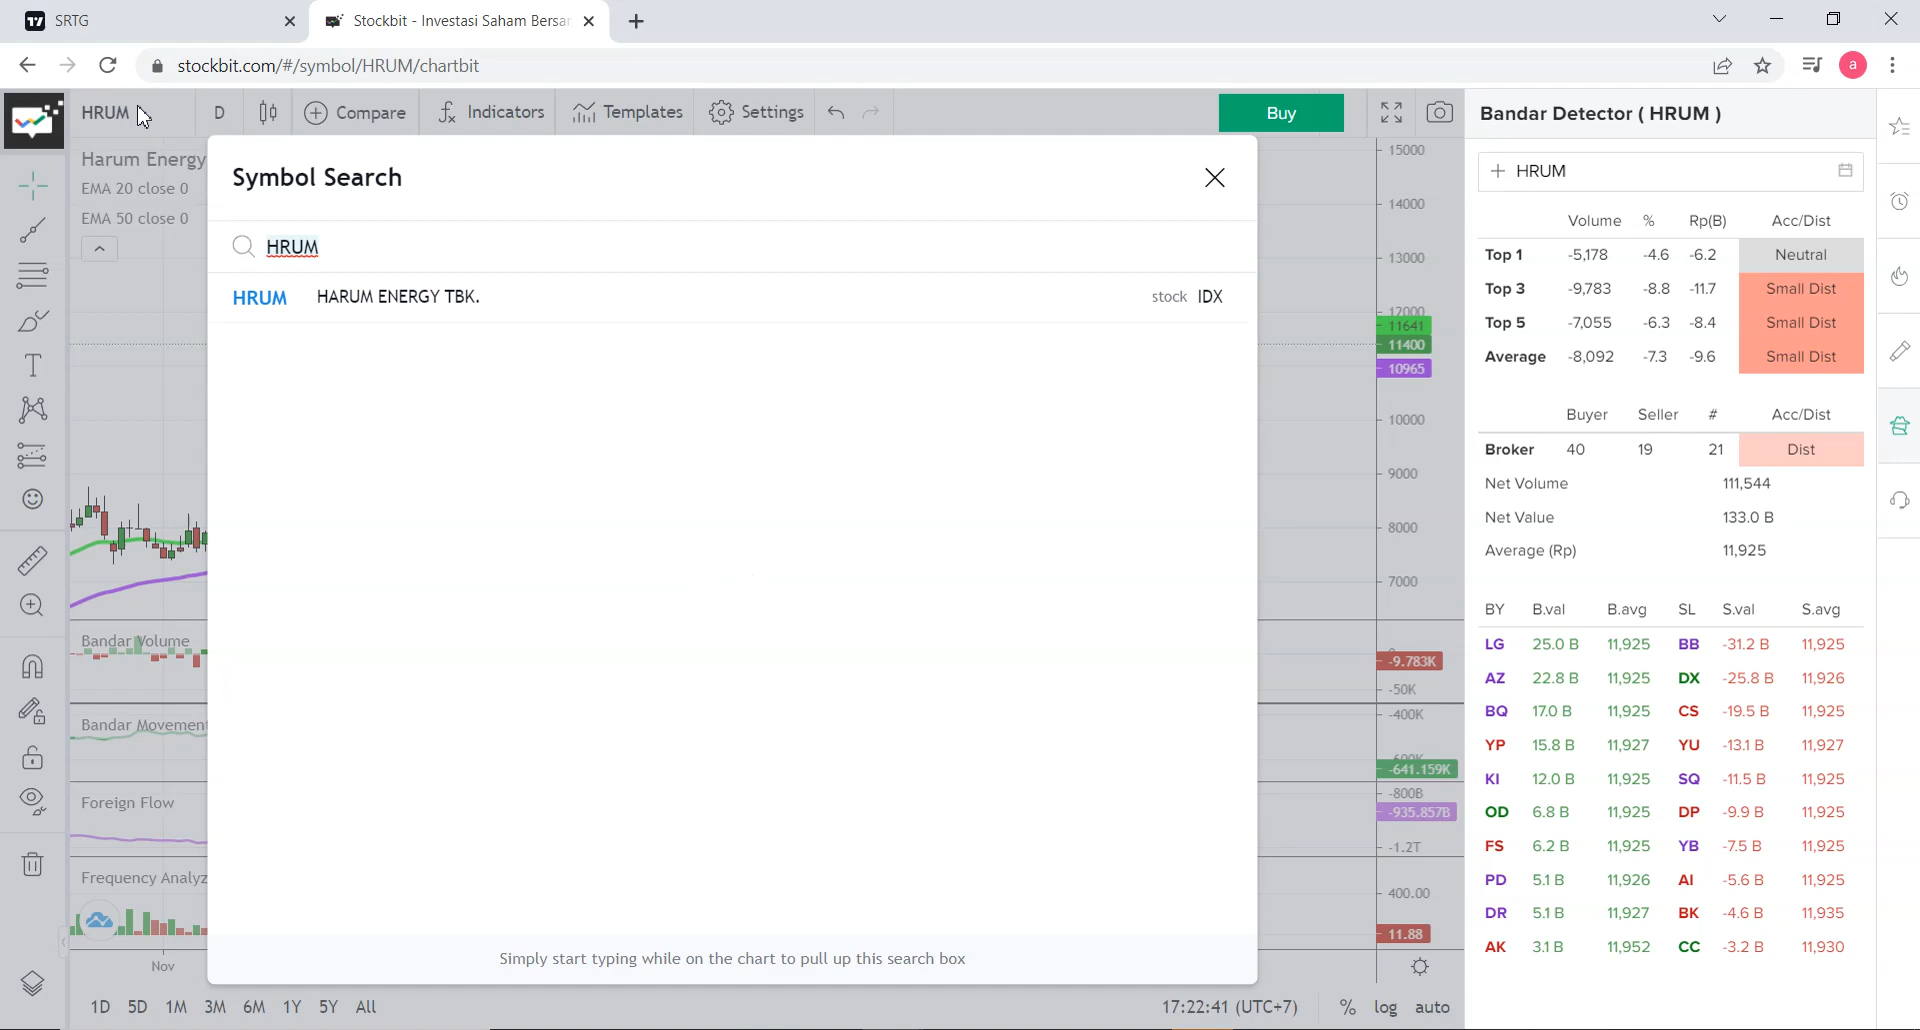 SRTG
Stockbit - Investasi Saham Bersar
stockbit.com/#/symbol/HRUM/chartbit
a
HRUM D Compare Indicators Templates Settings Buy
Harum Energy
EMA 20 close 0
EMA 50 close 0
Symbol Search
HRUM
HRUM HARUM ENERGY TBK. stock IDX
Simply start typing while on the chart to pull up this search box
Bandar Volume
Bandar Movement
Foreign Flow
Frequency Analyz
Nov
15000
14000
13000
12000
11641
11400
10965
10000
9000
8000
7000
-9.783K
-50K
-400K
-641.159K
-800B
-935.857B
-1.2T
400.00
11.88
1D 5D 1M 3M 6M 1Y 5Y All
17:22:41 (UTC+7) % log auto
Bandar Detector ( HRUM )
HRUM
Volume % Rp(B) Acc/Dist
Top 1 -5,178 -4.6 -6.2 Neutral
Top 3 -9,783 -8.8 -11.7 Small Dist
Top 5 -7,055 -6.3 -8.4 Small Dist
Average -8,092 -7.3 -9.6 Small Dist
Buyer Seller # Acc/Dist
Broker 40 19 21 Dist
Net Volume 111,544
Net Value 133.0 B
Average (Rp) 11,925
BY B.val B.avg SL S.val S.avg
LG 25.0 B 11,925 BB -31.2 B 11,925
AZ 22.8 B 11,925 DX -25.8 B 11,926
BQ 17.0 B 11,925 CS -19.5 B 11,925
YP 15.8 B 11,927 YU -13.1 B 11,927
KI 12.0 B 11,925 SQ -11.5 B 11,925
OD 6.8 B 11,925 DP -9.9 B 11,925
FS 6.2 B 11,925 YB -7.5 B 11,925
PD 5.1 B 11,926 AI -5.6 B 11,925
DR 5.1 B 11,927 BK -4.6 B 11,935
AK 3.1 B 11,952 CC -3.2 B 11,930